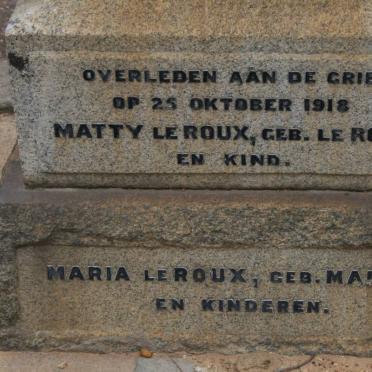 OVERLEDEN AAN DE GRIE
OP 25 OKTOBER 1918
MATTY LE ROUX, GEB. LE RO
EN KIND.
MARIA LE ROUX, GEB. MA
EN KINDEREN.